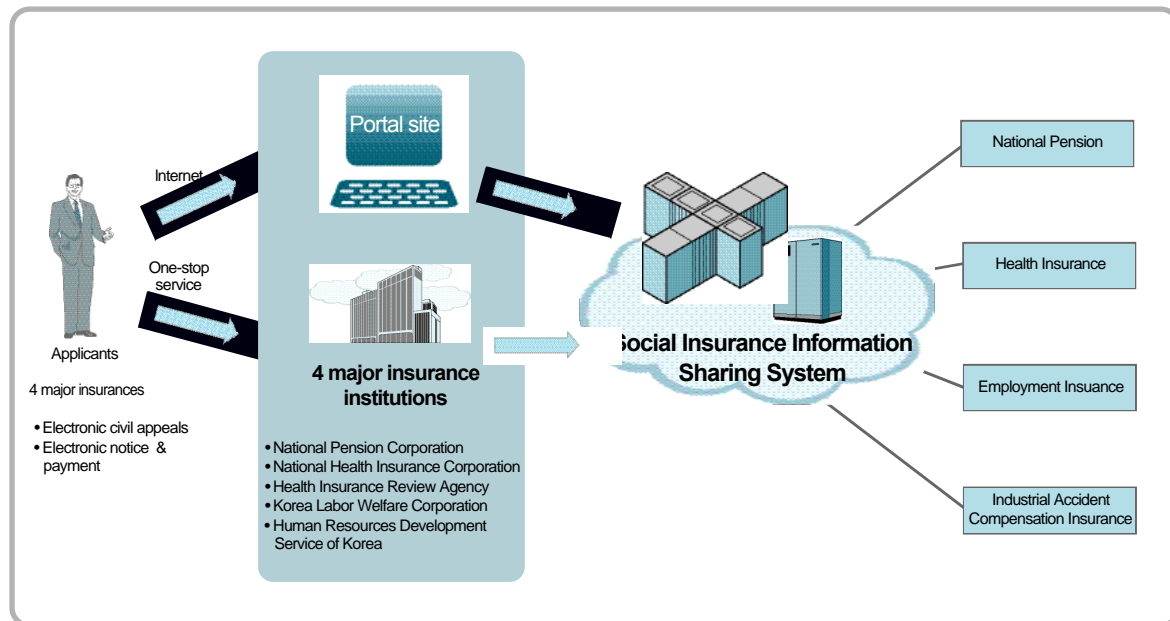 Portal site
Internet
One-stop
service
Applicants
4 major insurances
• Electronic civil appeals
• Electronic notice &
payment
4 major insurance
institutions
• National Pension Corporation
• National Health Insurance Corporation
• Health Insurance Review Agency
• Korea Labor Welfare Corporation
• Human Resources Development
Service of Korea
Social Insurance Information
Sharing System
National Pension
Health Insurance
Employment Insuance
Industrial Accident
Compensation Insurance